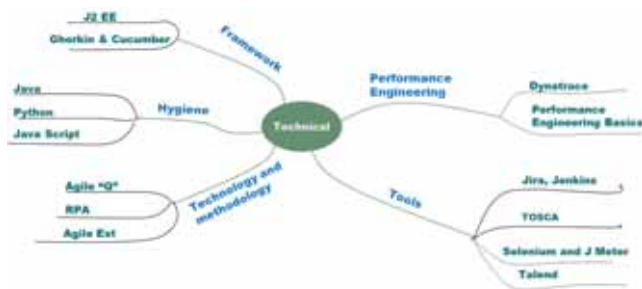 J2 EE
Ghorkin & Cucumber
Framework
Java
Python
Java Script
Hygiene
Technical
Performance
Engineering
Dynatrace
Performance
Engineering Basics
Agile "Q"
RPA
Agile Ext
Technology and
methodology
Tools
Jira, Jenkins
TOSCA
Selenium and J Meter
Talend